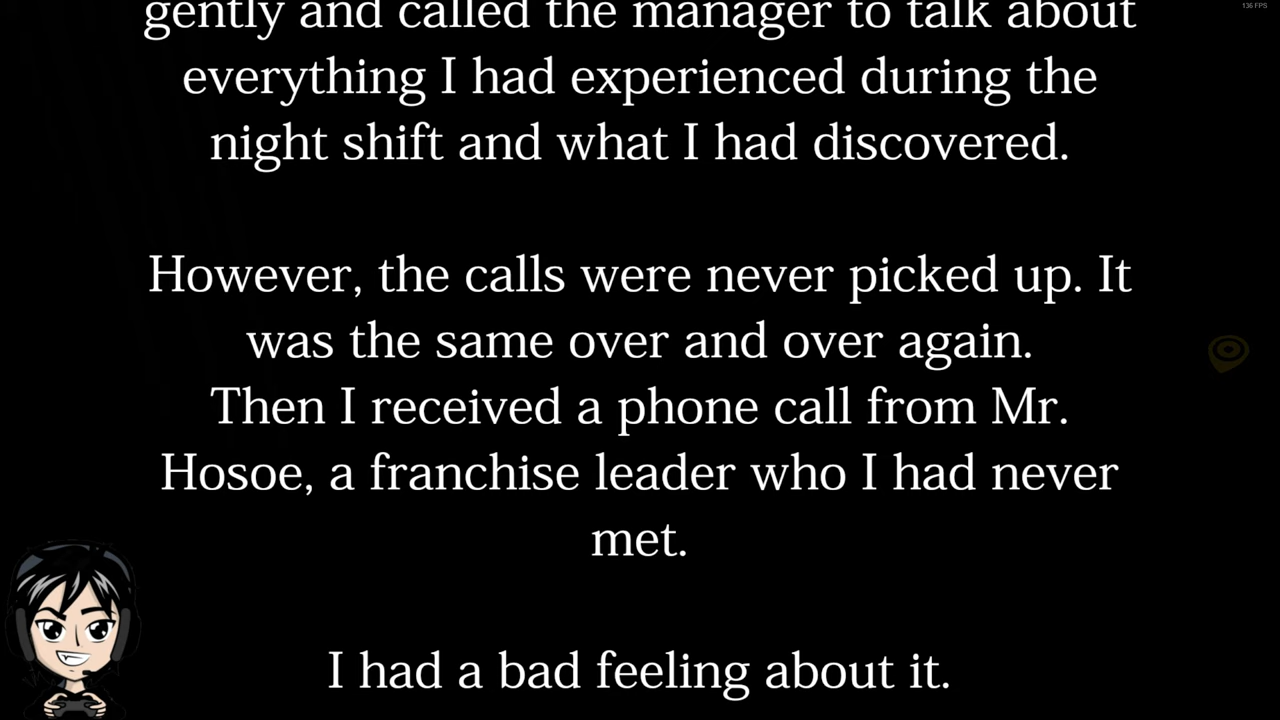 136 FPS
gently and called the manager to talk about
everything I had experienced during the
night shift and what I had discovered.
However, the calls were never picked up. It
was the same over and over again.
Then I received a phone call from Mr.
Hosoe, a franchise leader who I had never
met.
I had a bad feeling about it.